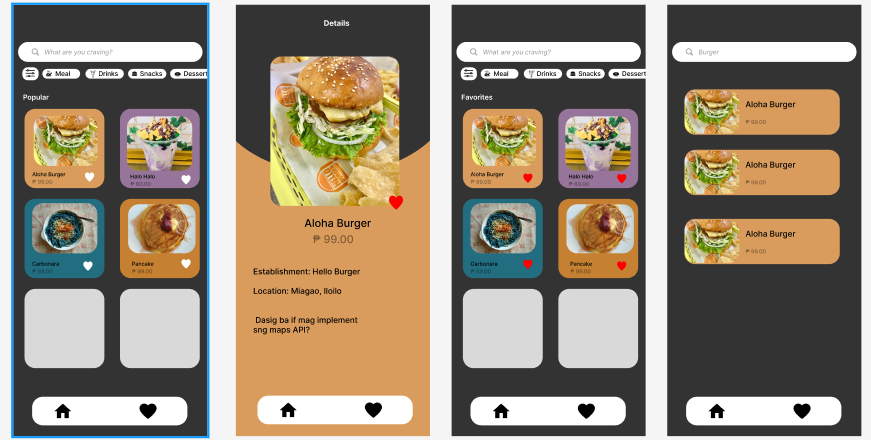 What are you craving?
Meal
Drinks
Snacks
Dessert
Popular
Aloha Burger
₱ 99.00
Halo Halo
₱ 60.00
Carbonara
₱ 99.00
Pancake
₱ 99.00
Details
Aloha Burger
₱ 99.00
Establishment: Hello Burger
Location: Miagao, Iloilo
Dasig ba if mag implement
sng maps API?
What are you craving?
Meal
Drinks
Snacks
Dessert
Favorites
Aloha Burger
₱ 99.00
Halo Halo
₱ 60.00
Carbonara
₱ 99.00
Pancake
₱ 99.00
Burger
Aloha Burger
₱ 99.00
Aloha Burger
₱ 99.00
Aloha Burger
₱ 99.00